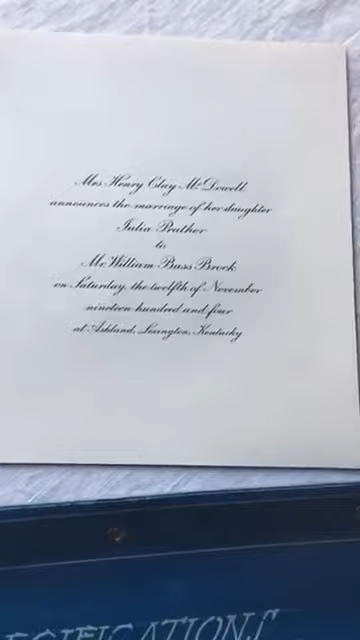 Mrs. Henry Clay McDowell
announces the marriage of her daughter
Julia Prather
to
Mr. William Bass Brock
on Saturday, the twelfth of November
nineteen hundred and four
at Ashland, Lexington, Kentucky